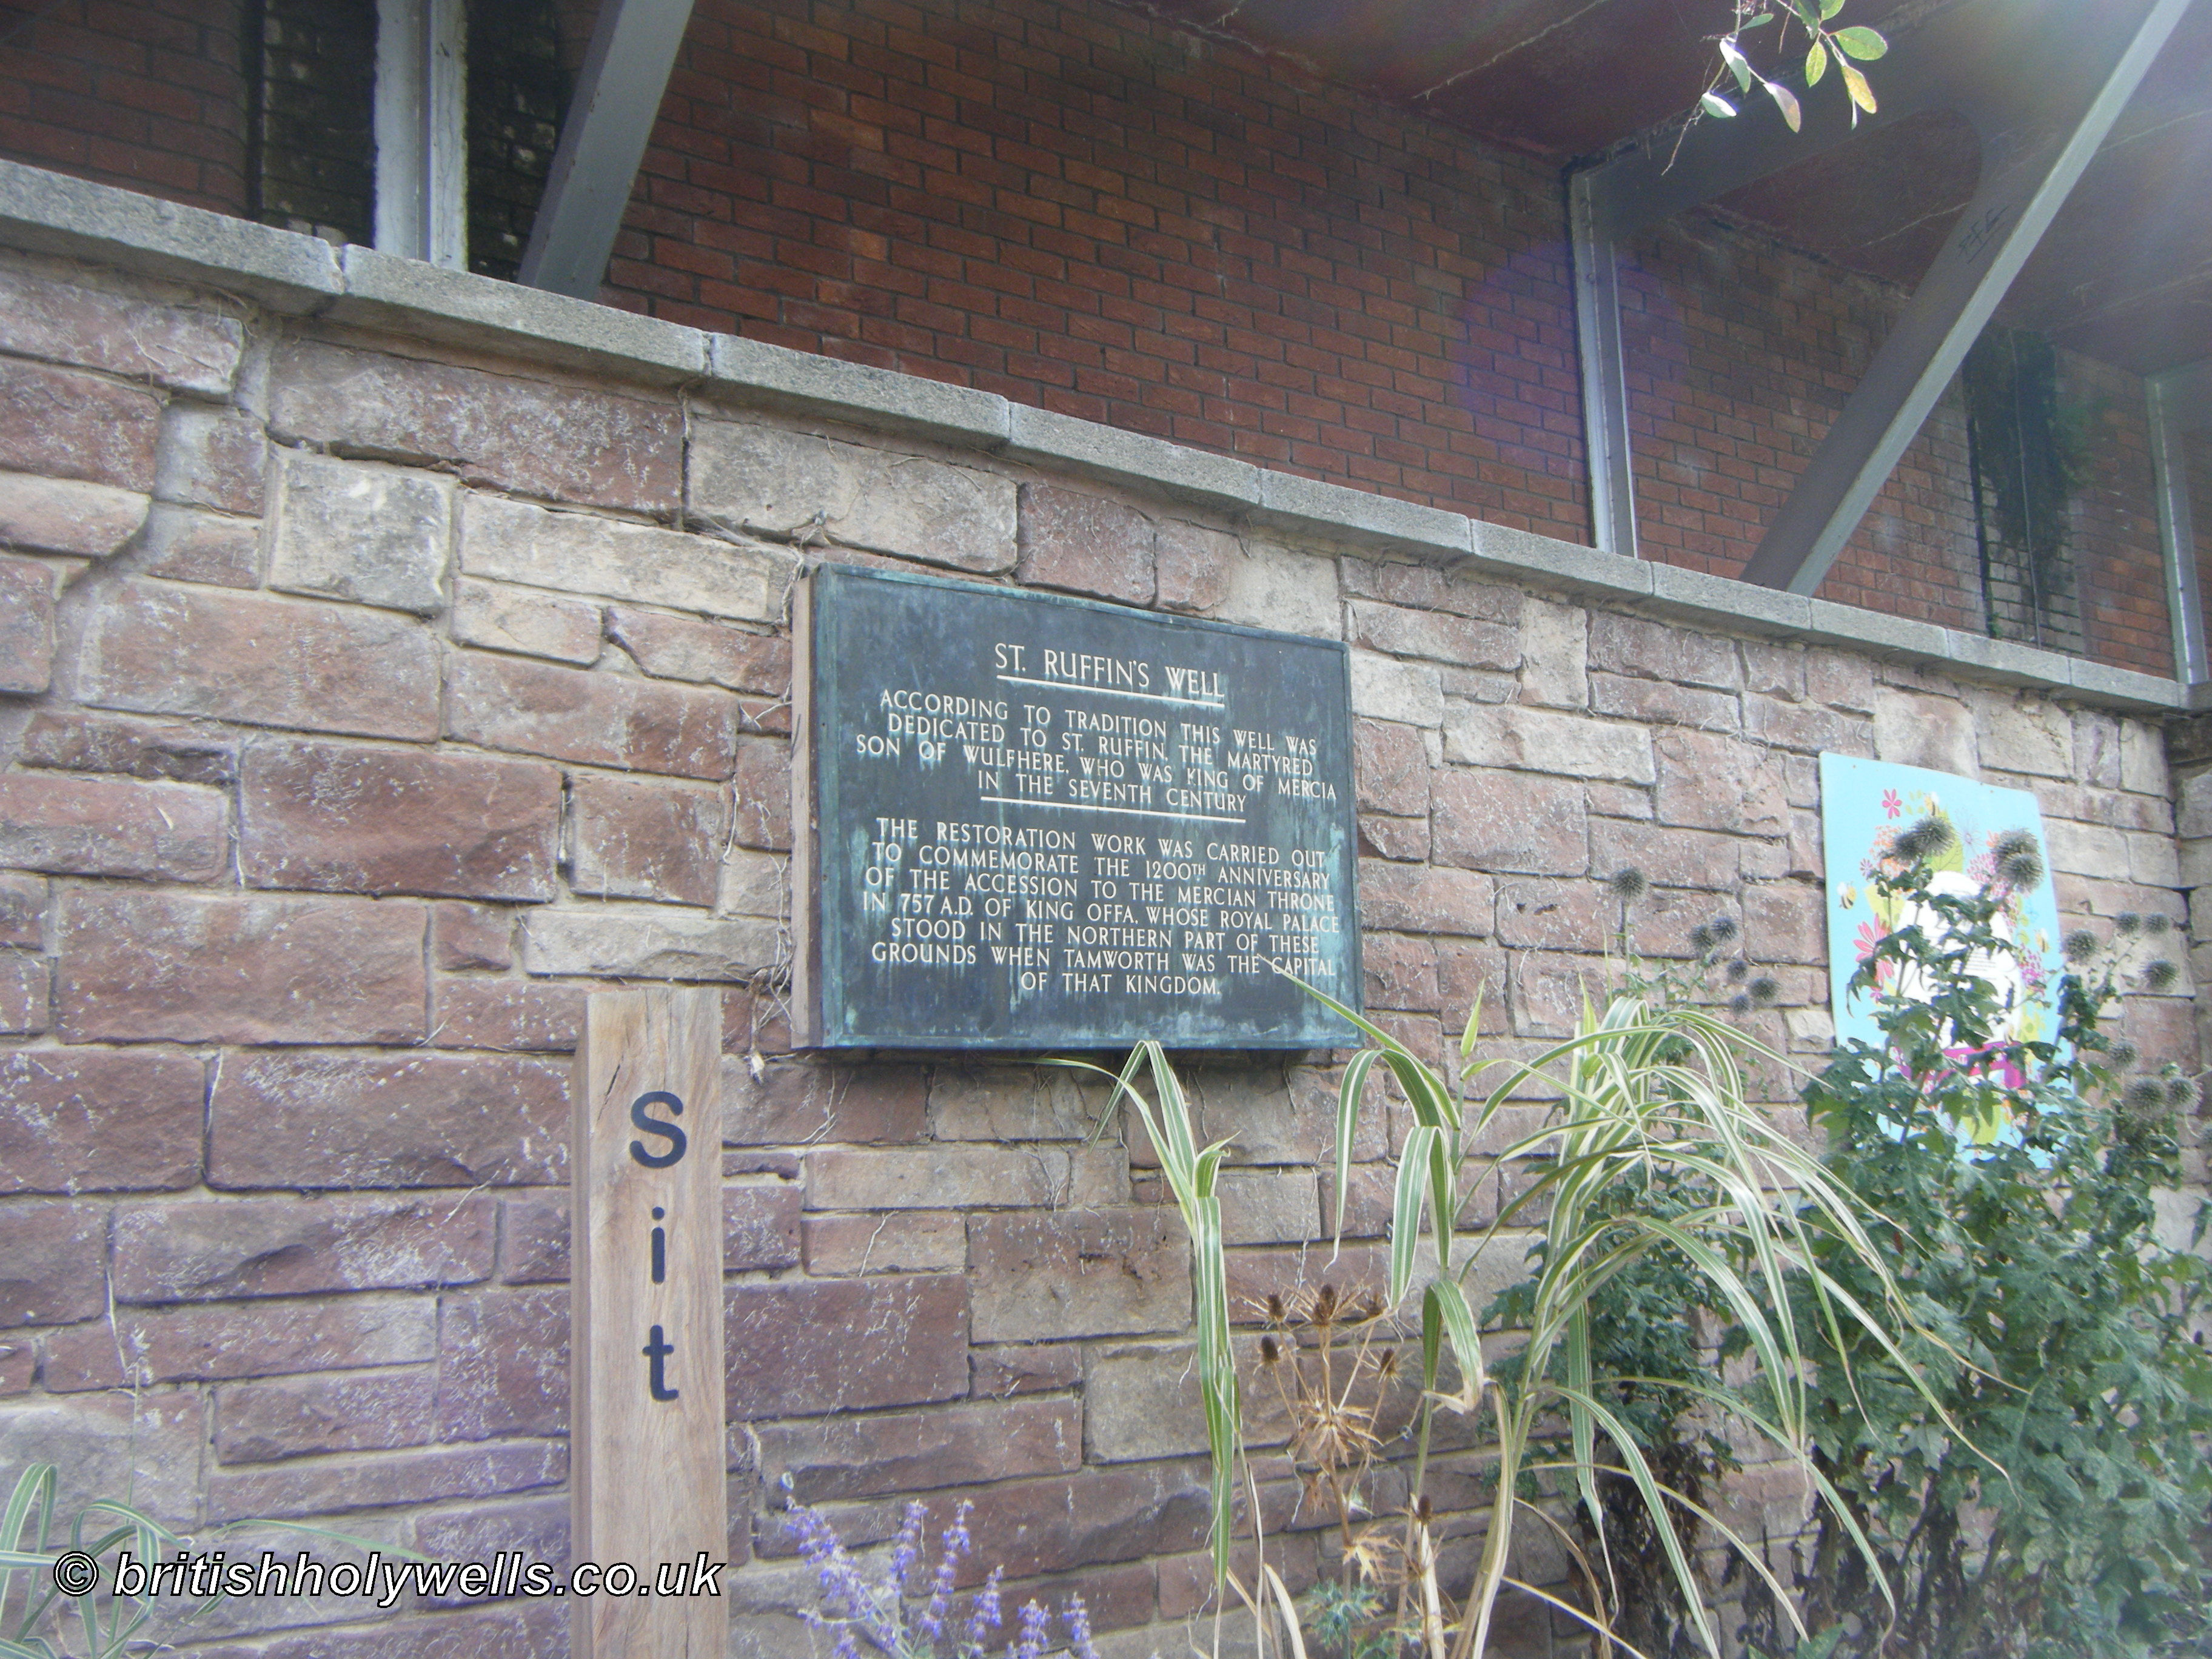 ST. RUFFIN'S WELL
ACCORDING TO TRADITION THIS WELL WAS
DEDICATED TO ST. RUFFIN, THE MARTYRED
SON OF WULFHERE, WHO WAS KING OF MERCIA
IN THE SEVENTH CENTURY
THE RESTORATION WORK WAS CARRIED OUT
TO COMMEMORATE THE 1200TH ANNIVERSARY
OF THE ACCESSION TO THE MERCIAN THRONE
IN 757 A.D. OF KING OFFA, WHOSE ROYAL PALACE
STOOD IN THE NORTHERN PART OF THESE
GROUNDS WHEN TAMWORTH WAS THE CAPITAL
OF THAT KINGDOM.
Sit
© britishholywells.co.uk